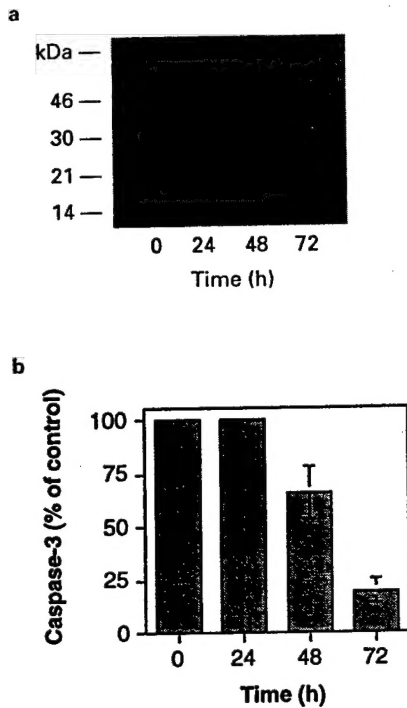 a
kDa —
46 —
30 —
21 —
14 —
0 24 48 72
Time (h)
b
Caspase-3 (% of control)
100
75
50
25
0
0 24 48 72
Time (h)